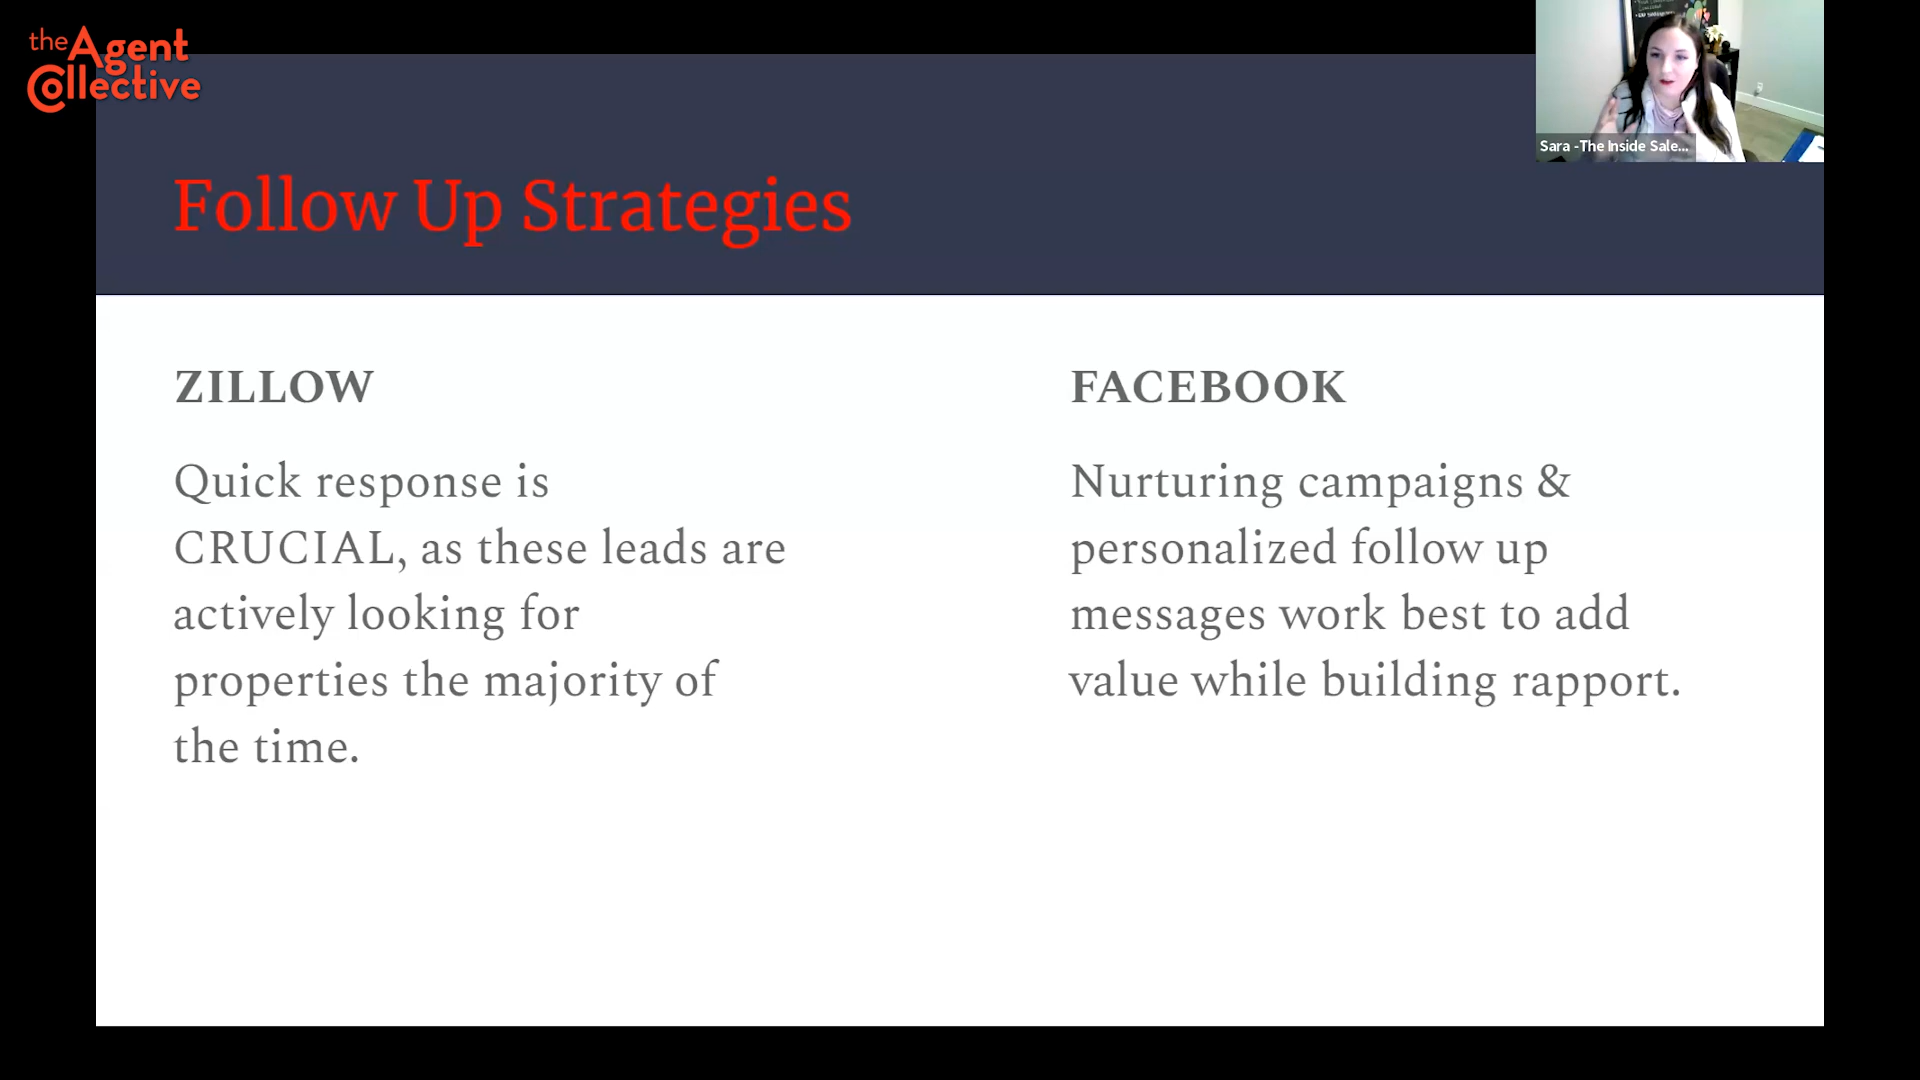 the Agent
Collective
Sara -The Inside Sale...
Follow Up Strategies
ZILLOW
Quick response is
CRUCIAL, as these leads are
actively looking for
properties the majority of
the time.
FACEBOOK
Nurturing campaigns &
personalized follow up
messages work best to add
value while building rapport.